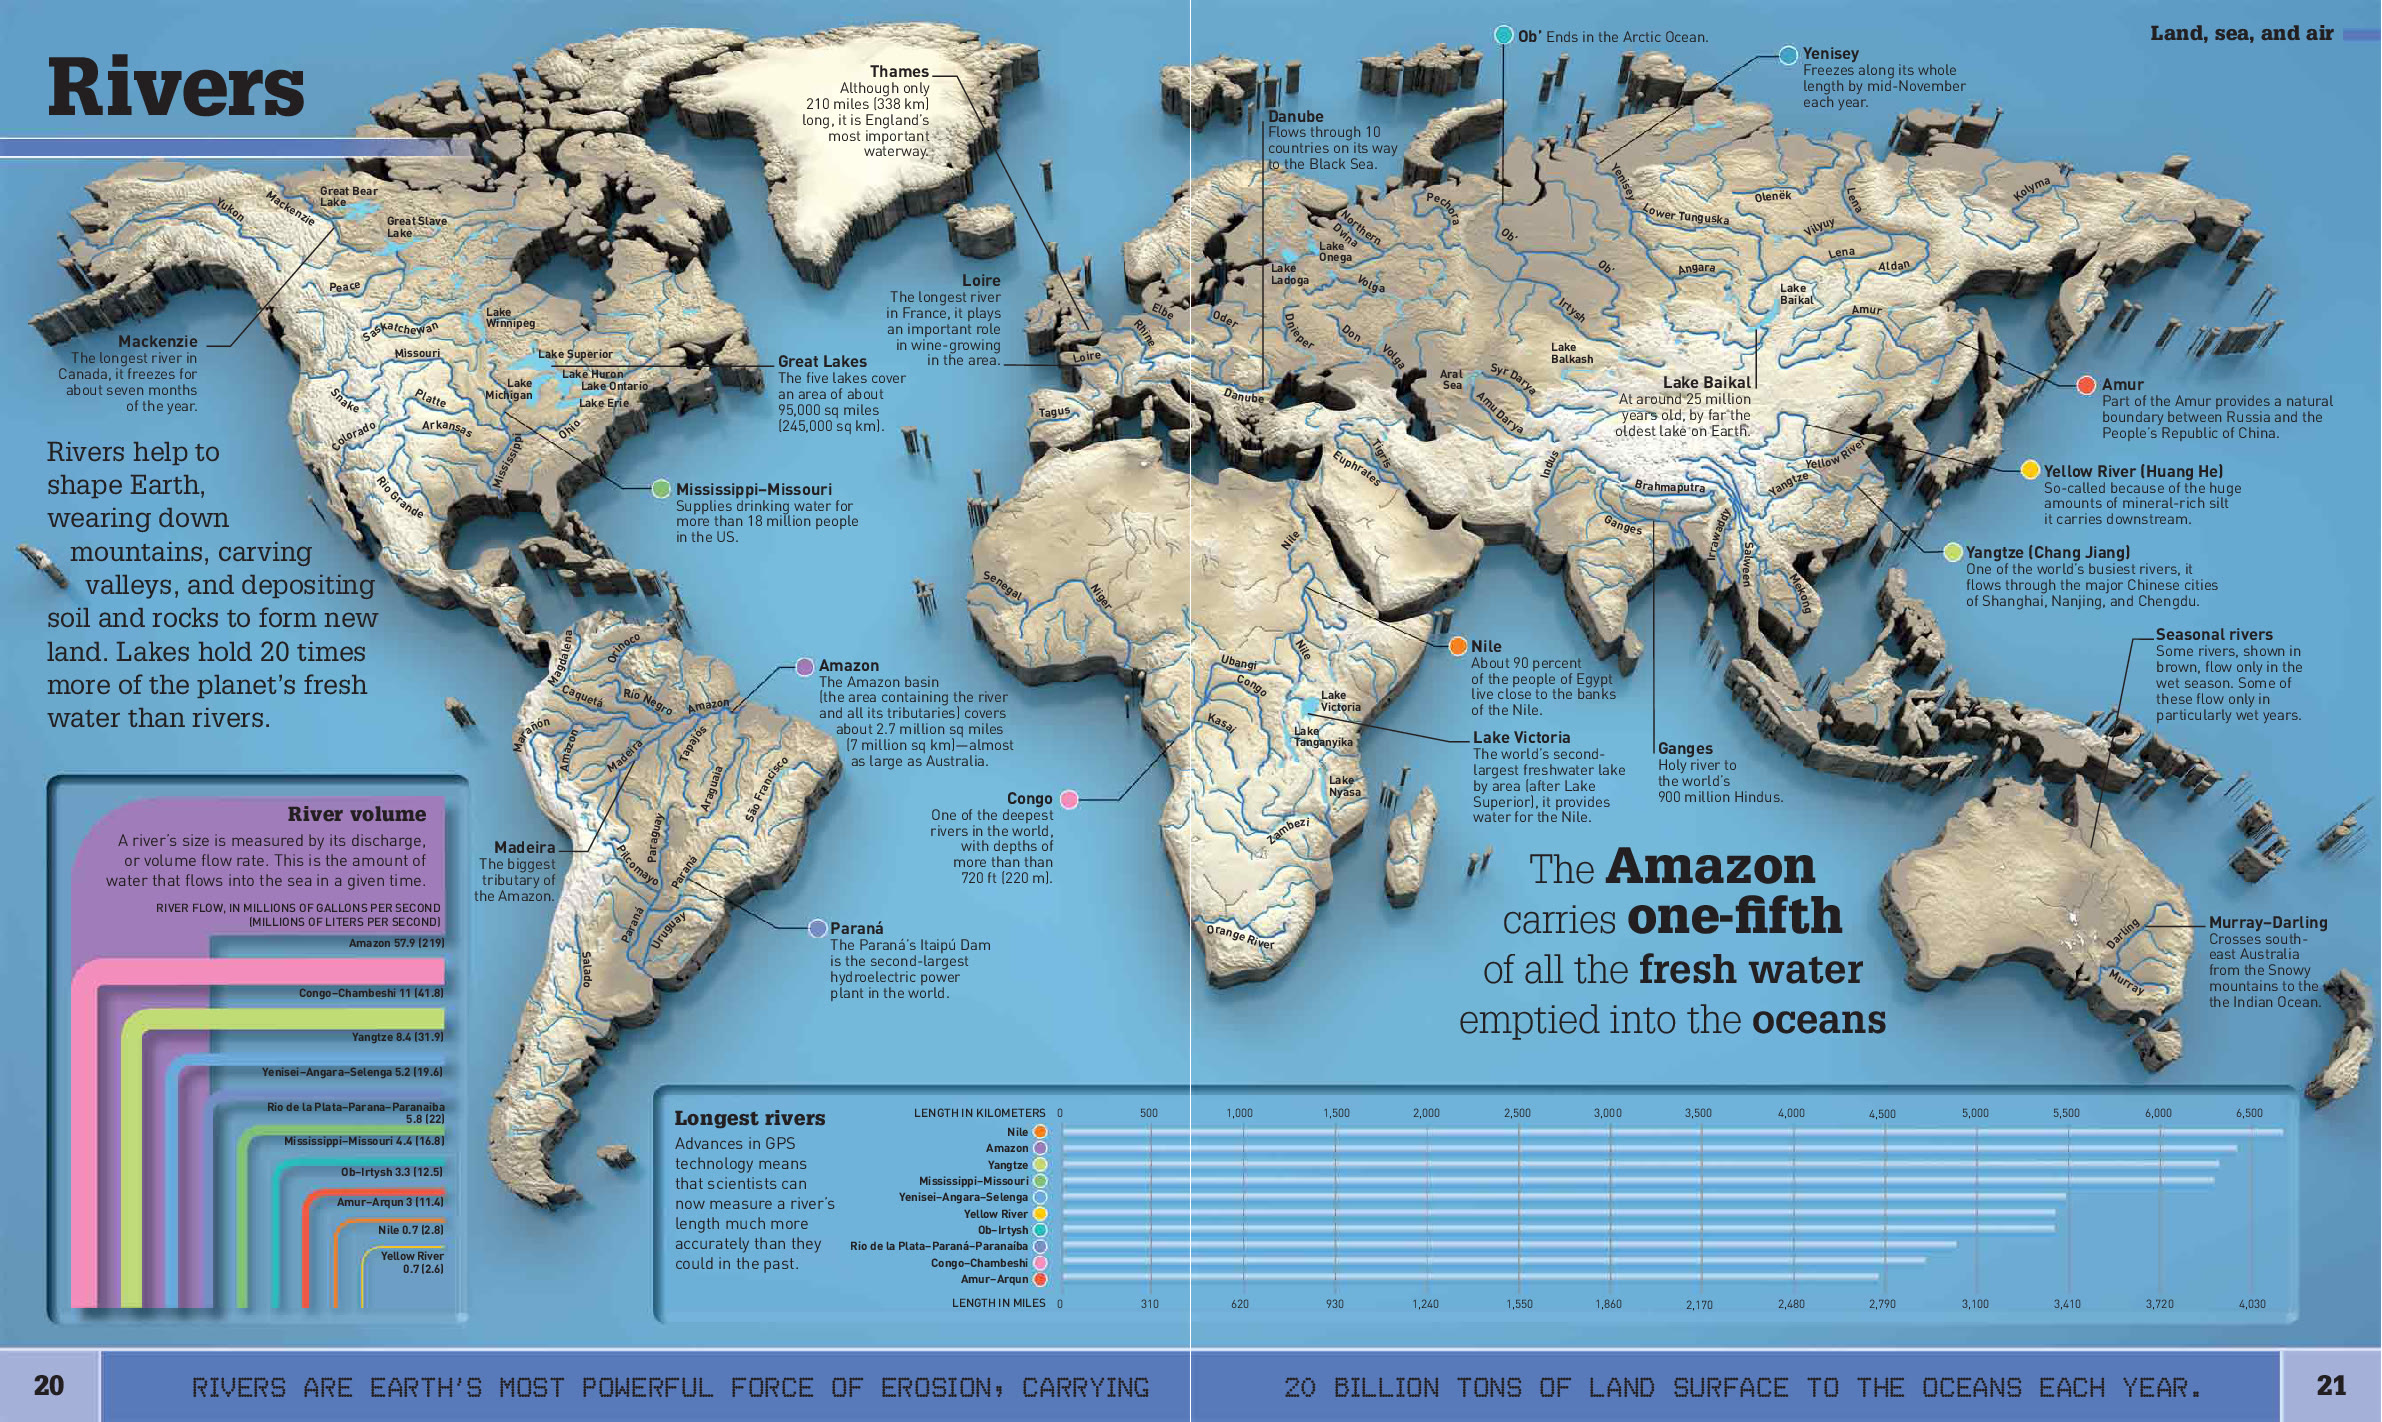 Rivers
Land, sea, and air
Rivers help to
shape Earth,
wearing down
mountains, carving
valleys, and depositing
soil and rocks to form new
land. Lakes hold 20 times
more of the planet's fresh
water than rivers.
Thames
Although only
210 miles (338 km)
long, it is England's
most important
waterway.
Ob' Ends in the Arctic Ocean.
Yenisey
Freezes along its whole
length by mid-November
each year.
Danube
Flows through 10
countries on its way
to the Black Sea.
Loire
The longest river
in France, it plays
an important role
in wine-growing
in the area.
Mackenzie
The longest river in
Canada, it freezes for
about seven months
of the year.
Great Lakes
The five lakes cover
an area of about
95,000 sq miles
(245,000 sq km).
Mississippi–Missouri
Supplies drinking water for
more than 18 million people
in the US.
Lake Baikal
At around 25 million
years old, by far the
oldest lake on Earth.
Amur
Part of the Amur provides a natural
boundary between Russia and the
People's Republic of China.
Yellow River (Huang He)
So-called because of the huge
amounts of mineral-rich silt
it carries downstream.
Yangtze (Chang Jiang)
One of the world's busiest rivers, it
flows through the major Chinese cities
of Shanghai, Nanjing, and Chengdu.
Seasonal rivers
Some rivers, shown in
brown, flow only in the
wet season. Some of
these flow only in
particularly wet years.
Amazon
The Amazon basin
(the area containing the river
and all its tributaries) covers
about 2.7 million sq miles
(7 million sq km)—almost
as large as Australia.
Nile
About 90 percent
of the people of Egypt
live close to the banks
of the Nile.
Lake Victoria
The world's second-
largest freshwater lake
by area (after Lake
Superior), it provides
water for the Nile.
Ganges
Holy river to
the world's
900 million Hindus.
Congo
One of the deepest
rivers in the world,
with depths of
more than than
720 ft (220 m).
Madeira
The biggest
tributary of
the Amazon.
Paraná
The Paraná's Itaipú Dam
is the second-largest
hydroelectric power
plant in the world.
Murray–Darling
Crosses south-
east Australia
from the Snowy
mountains to the
the Indian Ocean.
The Amazon
carries one-fifth
of all the fresh water
emptied into the oceans
Yukon
Mackenzie
Great Bear
Lake
Great Slave
Lake
Peace
Saskatchewan
Lake
Winnipeg
Missouri
Lake Superior
Lake Huron
Lake Ontario
Lake
Michigan
Lake Erie
Snake
Platte
Colorado
Arkansas
Ohio
Mississippi
Rio Grande
Magdalena
Orinoco
Caquetá
Rio Negro
Amazon
Marañón
Amazon
Madeira
Tapajos
Araguaia
São Francisco
Paraguay
Pilcomayo
Paraná
Paraná
Uruguay
Salado
Elbe
Rhine
Oder
Loire
Tagus
Danube
Dnieper
Don
Volga
Volga
Northern
Dvina
Lake
Onega
Lake
Ladoga
Pechora
Ob'
Ob'
Irtysh
Yenisey
Lower Tunguska
Olenëk
Vilyuy
Lena
Lena
Aldan
Kolyma
Angara
Lake
Baikal
Amur
Lake
Balkash
Aral
Sea
Syr Darya
Amu Darya
Tigris
Euphrates
Indus
Brahmaputra
Ganges
Irrawaddy
Salween
Mekong
Yangtze
Yellow River
Senegal
Niger
Nile
Nile
Ubangi
Congo
Kasai
Lake
Victoria
Lake
Tanganyika
Lake
Nyasa
Zambezi
Orange River
Darling
Murray
River volume
A river's size is measured by its discharge,
or volume flow rate. This is the amount of
water that flows into the sea in a given time.
RIVER FLOW, IN MILLIONS OF GALLONS PER SECOND
(MILLIONS OF LITERS PER SECOND)
Amazon 57.9 (219)
Congo–Chambeshi 11 (41.8)
Yangtze 8.4 (31.9)
Yenisei–Angara–Selenga 5.2 (19.6)
Rio de la Plata–Parana–Paranaíba
5.8 (22)
Mississippi–Missouri 4.4 (16.8)
Ob–Irtysh 3.3 (12.5)
Amur–Arqun 3 (11.4)
Nile 0.7 (2.8)
Yellow River
0.7 (2.6)
Longest rivers
Advances in GPS
technology means
that scientists can
now measure a river's
length much more
accurately than they
could in the past.
LENGTH IN KILOMETERS 0 500 1,000 1,500 2,000 2,500 3,000 3,500 4,000 4,500 5,000 5,500 6,000 6,500
Nile
Amazon
Yangtze
Mississippi–Missouri
Yenisei–Angara–Selenga
Yellow River
Ob–Irtysh
Rio de la Plata–Paraná–Paranaíba
Congo–Chambeshi
Amur–Arqun
LENGTH IN MILES 0 310 620 930 1,240 1,550 1,860 2,170 2,480 2,790 3,100 3,410 3,720 4,030
20 RIVERS ARE EARTH'S MOST POWERFUL FORCE OF EROSION, CARRYING 20 BILLION TONS OF LAND SURFACE TO THE OCEANS EACH YEAR. 21